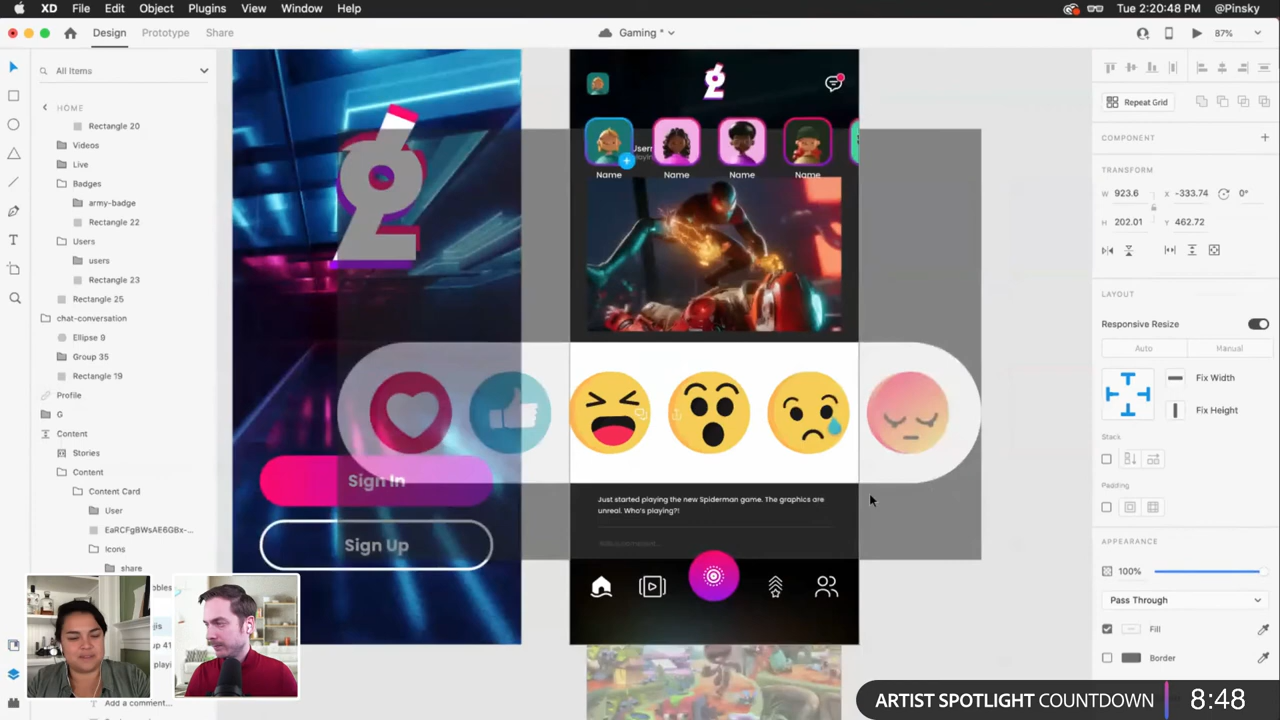 XD File Edit Object Plugins View Window Help
Tue 2:20:48 PM @Pinsky
Design Prototype Share
Gaming *
87%
All Items
HOME
Rectangle 20
Videos
Live
Badges
army-badge
Rectangle 22
Users
users
Rectangle 23
Rectangle 25
chat-conversation
Ellipse 9
Group 35
Rectangle 19
Profile
G
Content
Stories
Content
Content Card
User
EaRCFgBWsAE6GBx-...
Icons
share
Add a comment...
Sign In
Sign Up
Name
Name
Name
Name
Just started playing the new Spiderman game. The graphics are
unreal. Who's playing?!
Add a comment...
Repeat Grid
COMPONENT
TRANSFORM
W 923.6 X -333.74 0°
H 202.01 Y 462.72
LAYOUT
Responsive Resize
Auto Manual
Fix Width
Fix Height
Stack
Padding
APPEARANCE
100%
Pass Through
Fill
Border
ARTIST SPOTLIGHT COUNTDOWN 8:48